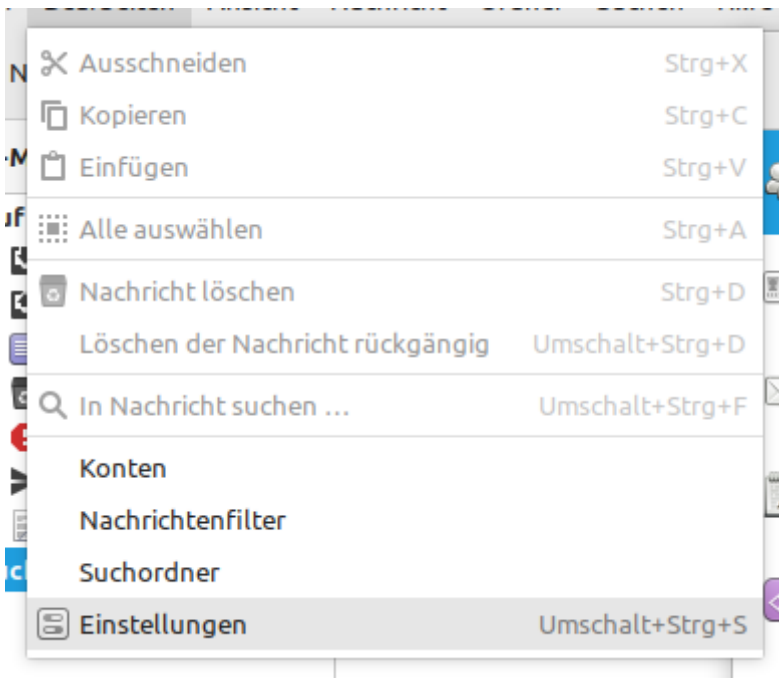 Ausschneiden Strg+X
Kopieren Strg+C
Einfügen Strg+V
Alle auswählen Strg+A
Nachricht löschen Strg+D
Löschen der Nachricht rückgängig Umschalt+Strg+D
In Nachricht suchen … Umschalt+Strg+F
Konten
Nachrichtenfilter
Suchordner
Einstellungen Umschalt+Strg+S